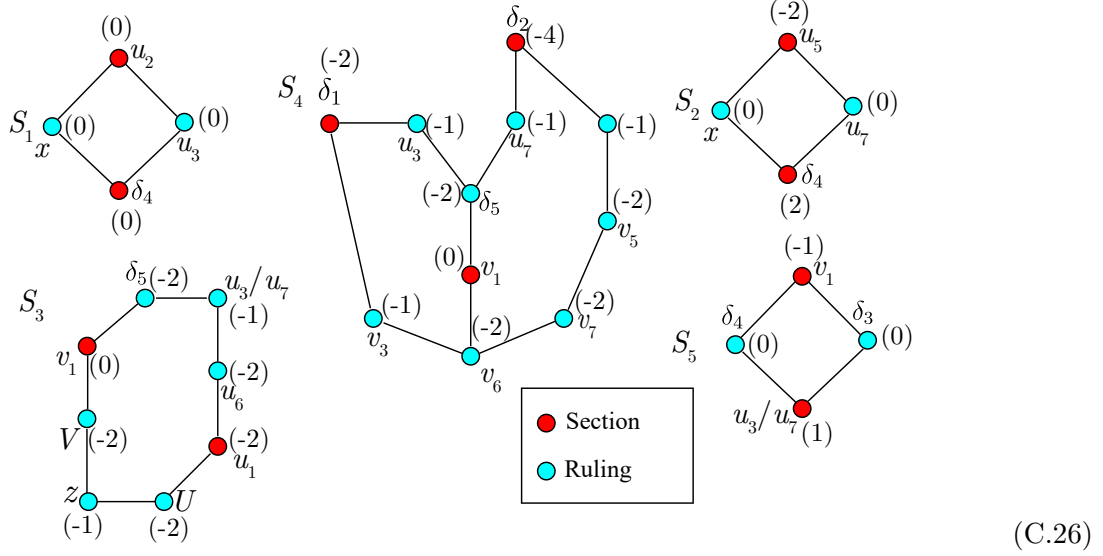 (0)
u₂
S₁
(0)
x
(0)
u₃
δ₄
(0)
δ₂
(-4)
(-2)
S₄
δ₁
(-1)
u₃
(-1)
u₇
(-1)
(-2)
δ₅
(-2)
v₅
(0)
v₁
(-1)
v₃
(-2)
v₆
(-2)
v₇
(-2)
u₅
S₂
(0)
x
(0)
u₇
δ₄
(2)
S₃
δ₅
(-2)
u₃/u₇
(-1)
v₁
(0)
(-2)
u₆
V
(-2)
(-2)
u₁
z
(-1)
U
(-2)
(-1)
v₁
δ₄
δ₃
S₅
(0)
(0)
u₃/u₇
(1)
Section
Ruling
(C.26)